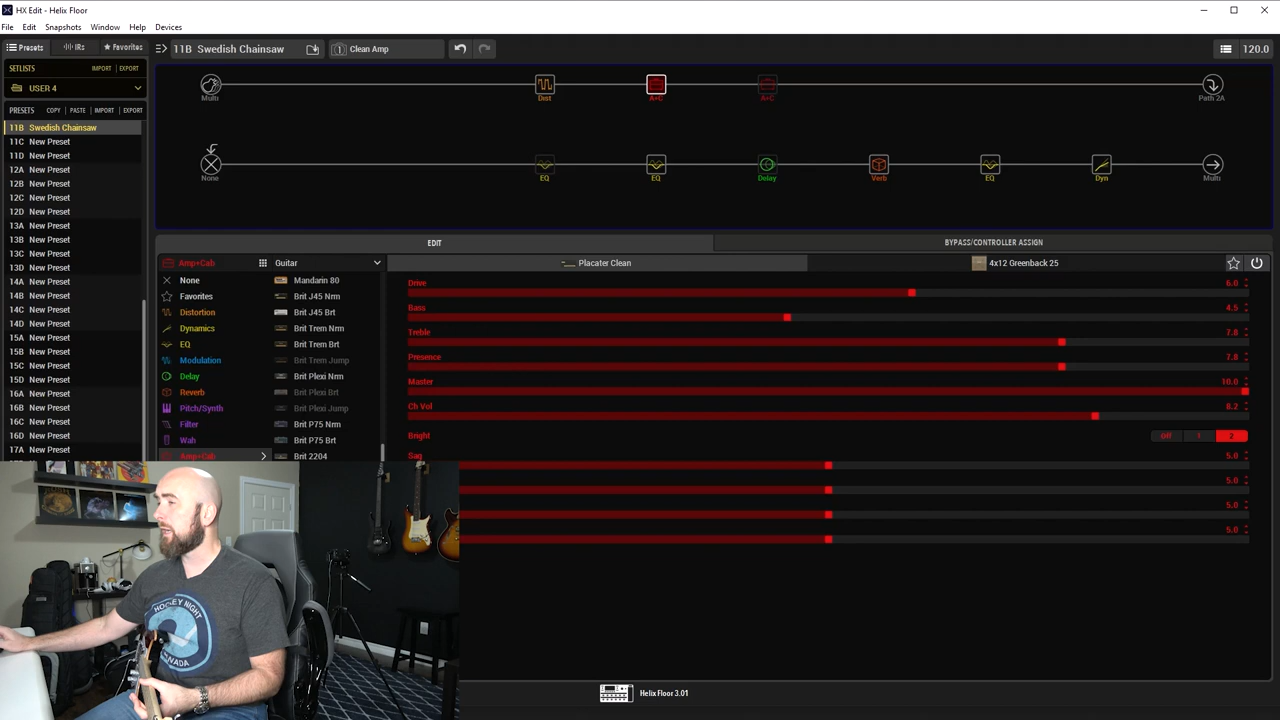 HX Edit - Helix Floor
File Edit Snapshots Window Help Devices
Presets IRs Favorites
11B Swedish Chainsaw 1 Clean Amp 120.0
SETLISTS IMPORT EXPORT
USER 4
PRESETS COPY PASTE IMPORT EXPORT
11B Swedish Chainsaw
11C New Preset
11D New Preset
12A New Preset
12B New Preset
12C New Preset
12D New Preset
13A New Preset
13B New Preset
13C New Preset
13D New Preset
14A New Preset
14B New Preset
14C New Preset
14D New Preset
15A New Preset
15B New Preset
15C New Preset
15D New Preset
16A New Preset
16B New Preset
16C New Preset
16D New Preset
17A New Preset
Multi Dist A+C A+C Path 2A
None EQ EQ Delay Verb EQ Dyn Multi
EDIT BYPASS/CONTROLLER ASSIGN
Amp+Cab Guitar Placater Clean 4x12 Greenback 25
None
Favorites
Distortion
Dynamics
EQ
Modulation
Delay
Reverb
Pitch/Synth
Filter
Wah
Amp+Cab
Mandarin 80
Brit J45 Nrm
Brit J45 Brt
Brit Trem Nrm
Brit Trem Brt
Brit Trem Jump
Brit Plexi Nrm
Brit Plexi Brt
Brit Plexi Jump
Brit P75 Nrm
Brit P75 Brt
Brit 2204
Drive 6.0
Bass 4.5
Treble 7.8
Presence 7.8
Master 10.0
Ch Vol 8.2
Bright Off 1 2
Sag 5.0
5.0
5.0
5.0
HOCKEY NIGHT
Helix Floor 3.01